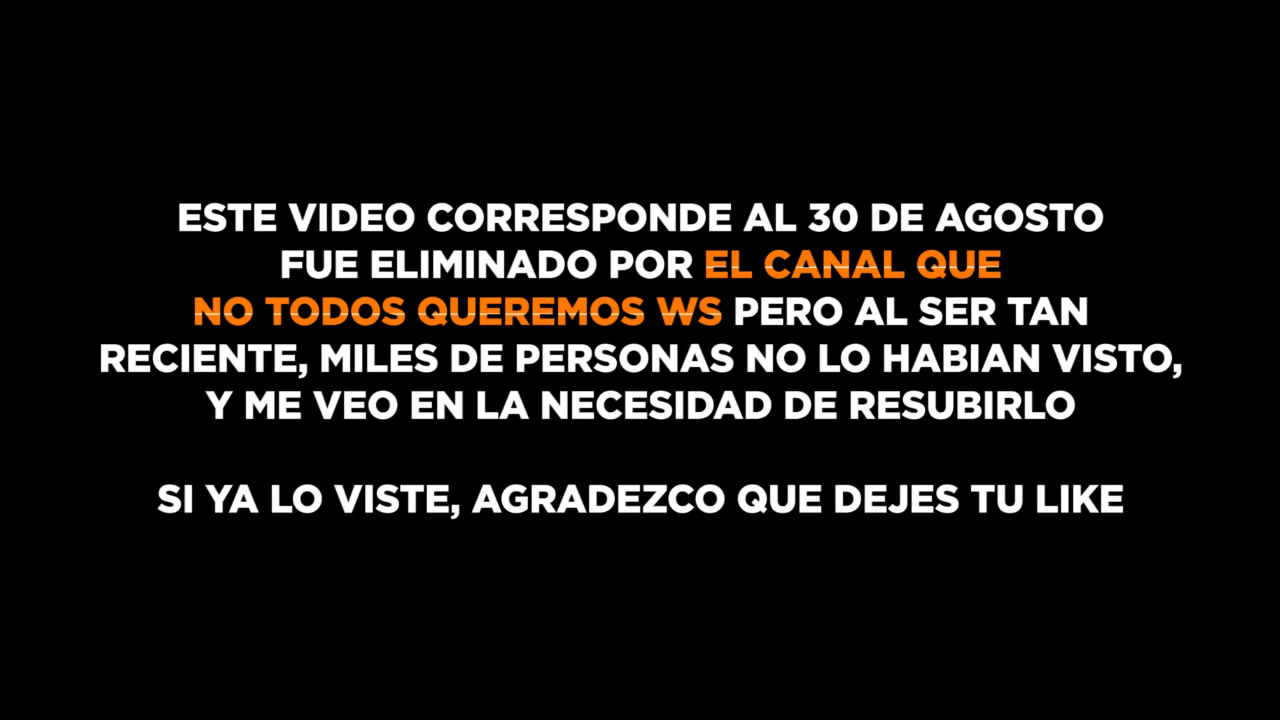 ESTE VIDEO CORRESPONDE AL 30 DE AGOSTO
FUE ELIMINADO POR EL CANAL QUE
NO TODOS QUEREMOS WS PERO AL SER TAN
RECIENTE, MILES DE PERSONAS NO LO HABIAN VISTO,
Y ME VEO EN LA NECESIDAD DE RESUBIRLO
SI YA LO VISTE, AGRADEZCO QUE DEJES TU LIKE